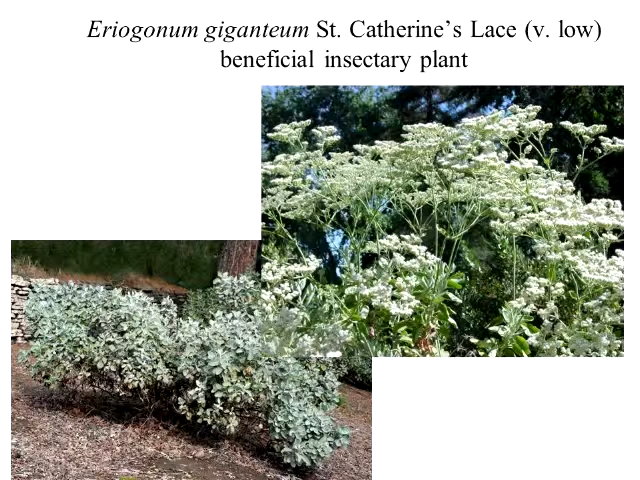 Eriogonum giganteum St. Catherine’s Lace (v. low)
beneficial insectary plant